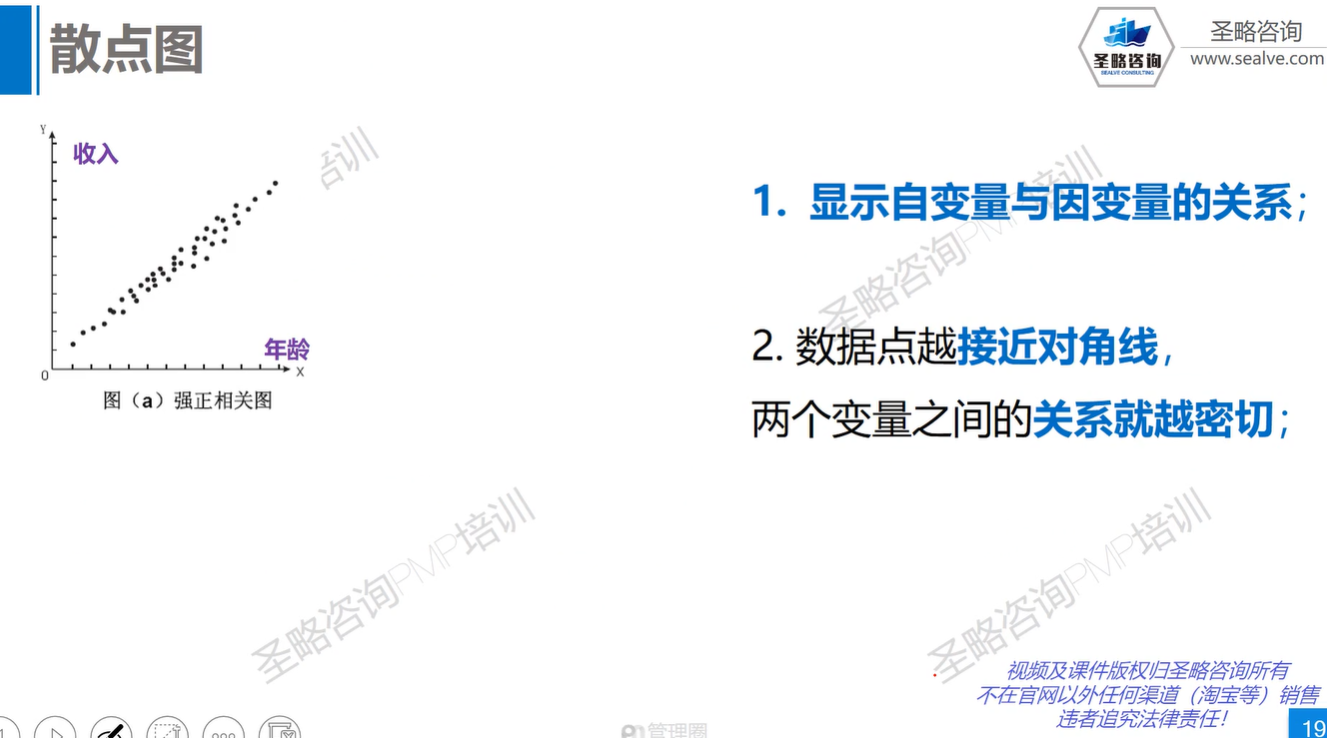 散点图
圣略咨询
SEALVE CONSULTING
圣略咨询
www.sealve.com
Y
收入
年龄
0
X
图（a）强正相关图
1. 显示自变量与因变量的关系；
2. 数据点越接近对角线，
两个变量之间的关系就越密切；
培训
圣略咨询PMP培训
圣略咨询PMP培训
圣略咨询PMP培训
视频及课件版权归圣略咨询所有
不在官网以外任何渠道（淘宝等）销售
违者追究法律责任！
管理圈
19